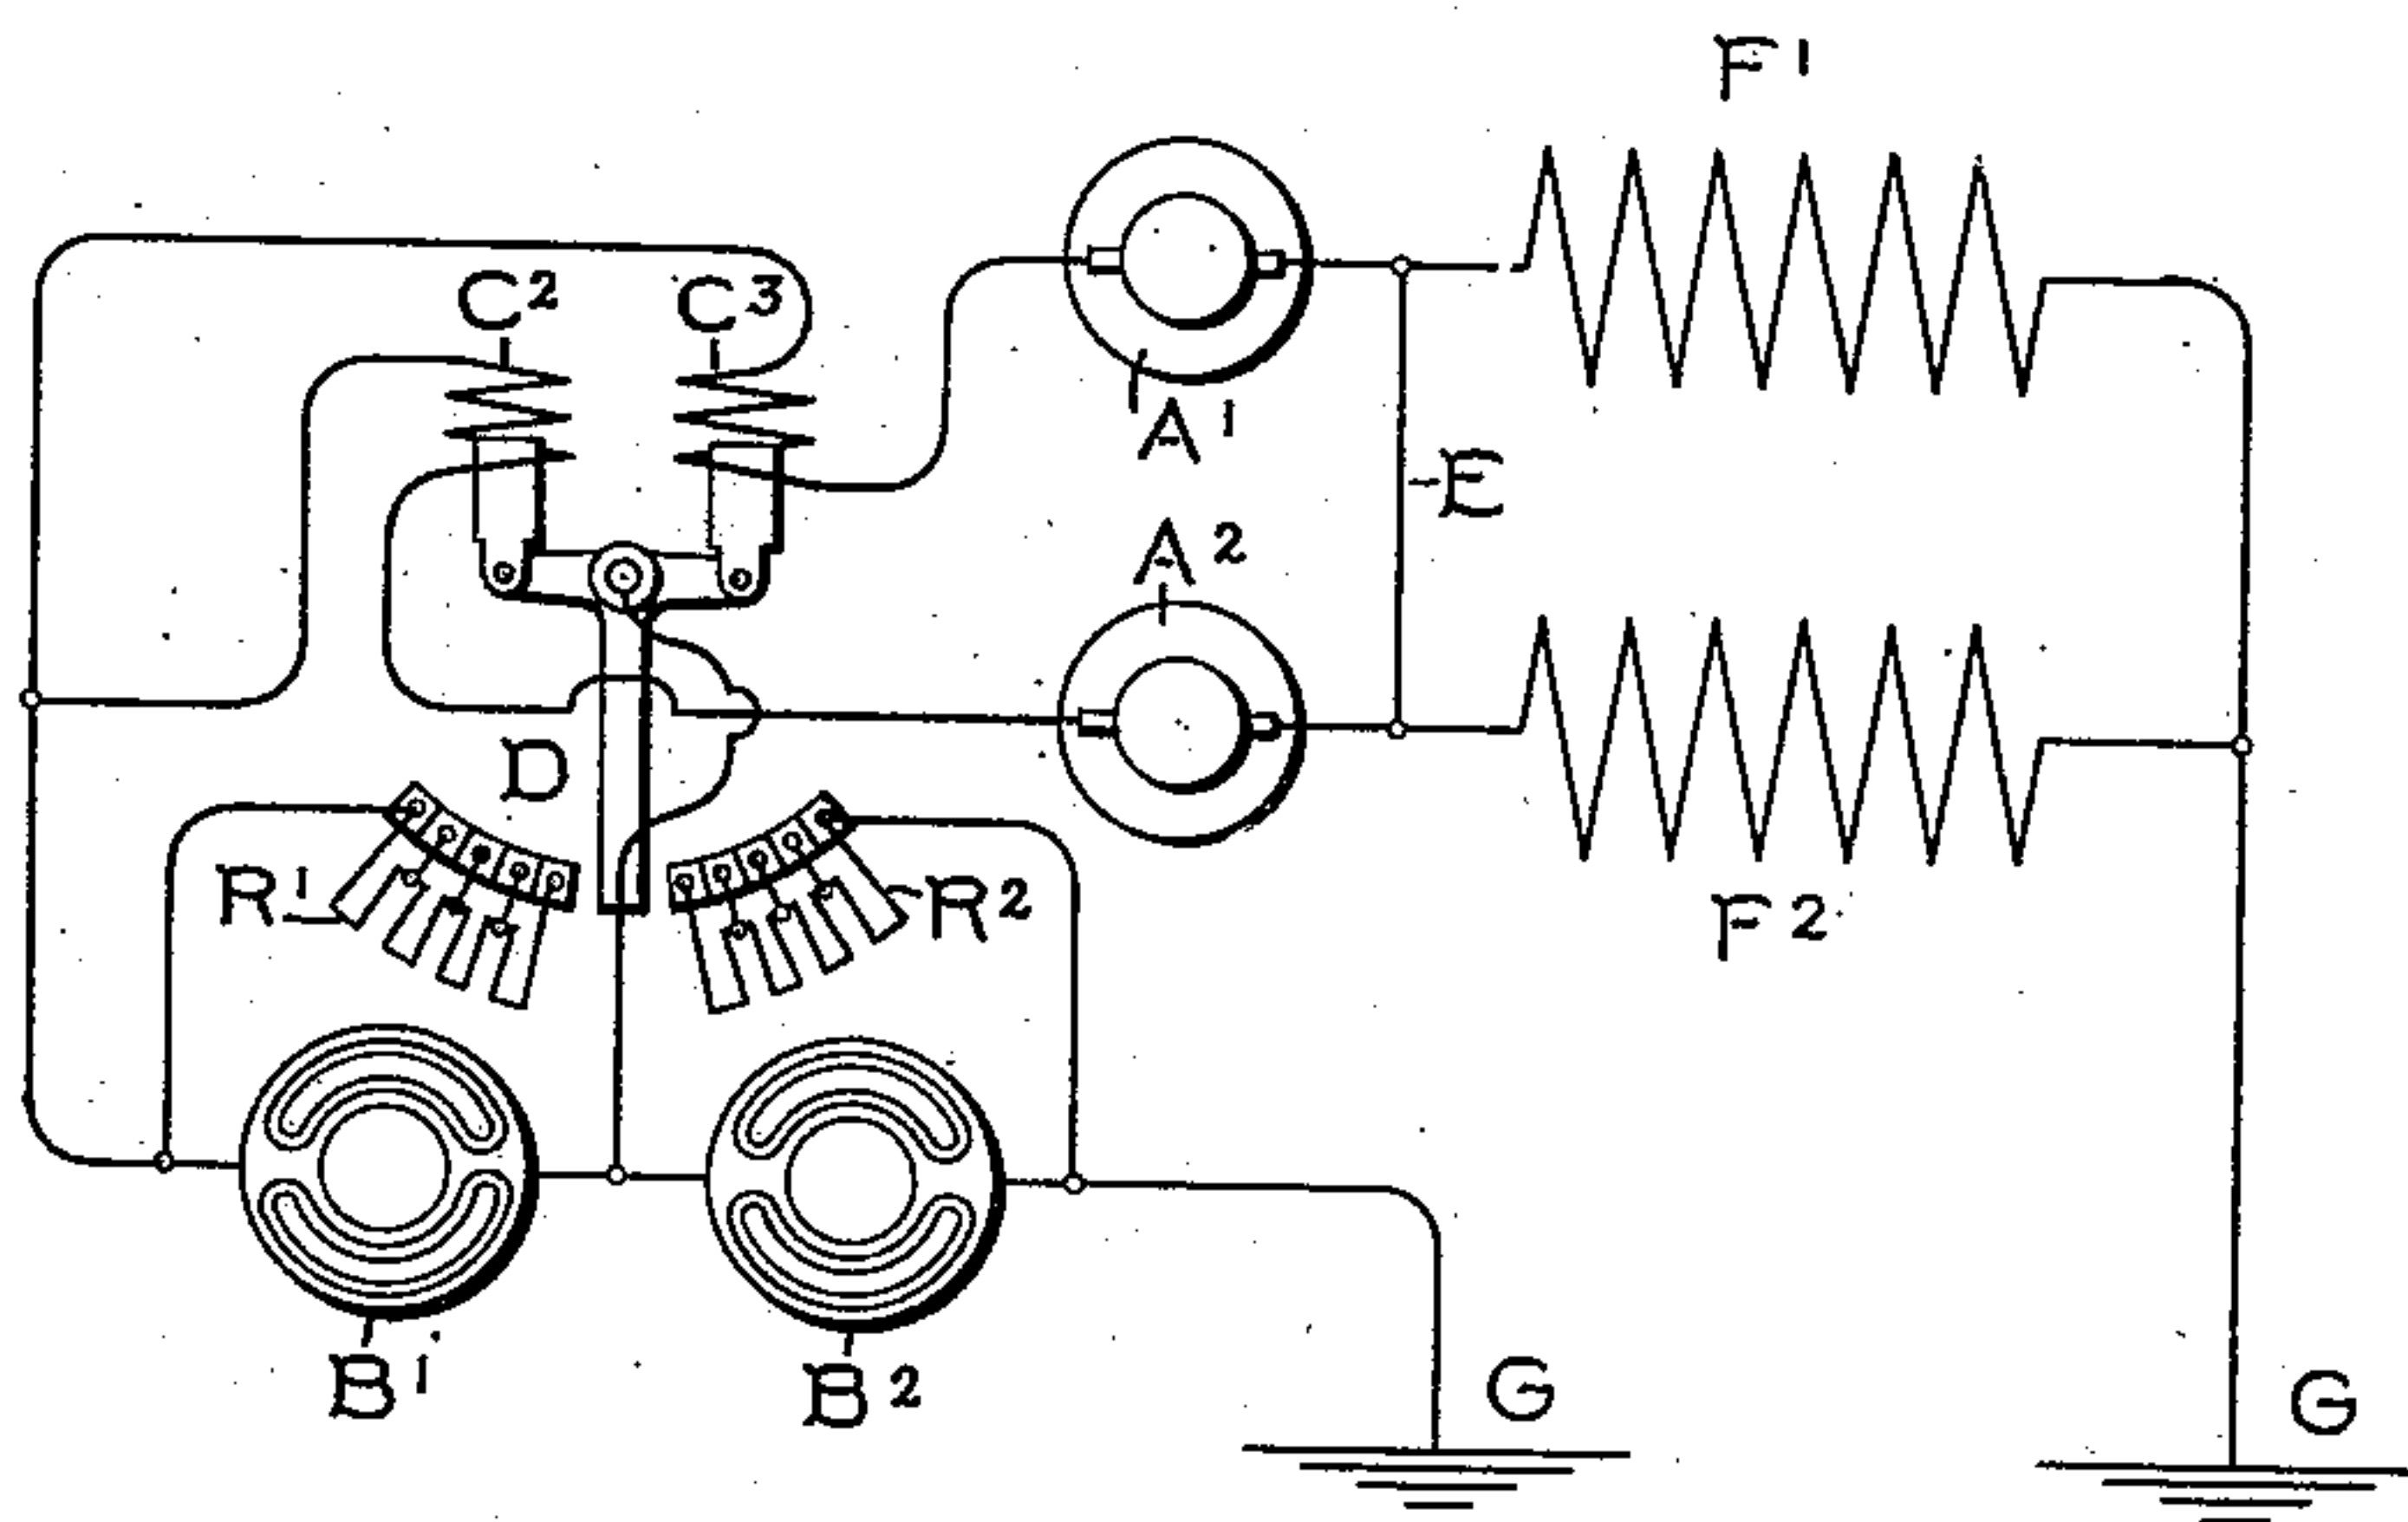 F¹
C² C³
A¹
E
A²
D
R¹ R²
F²
B¹ B²
G G